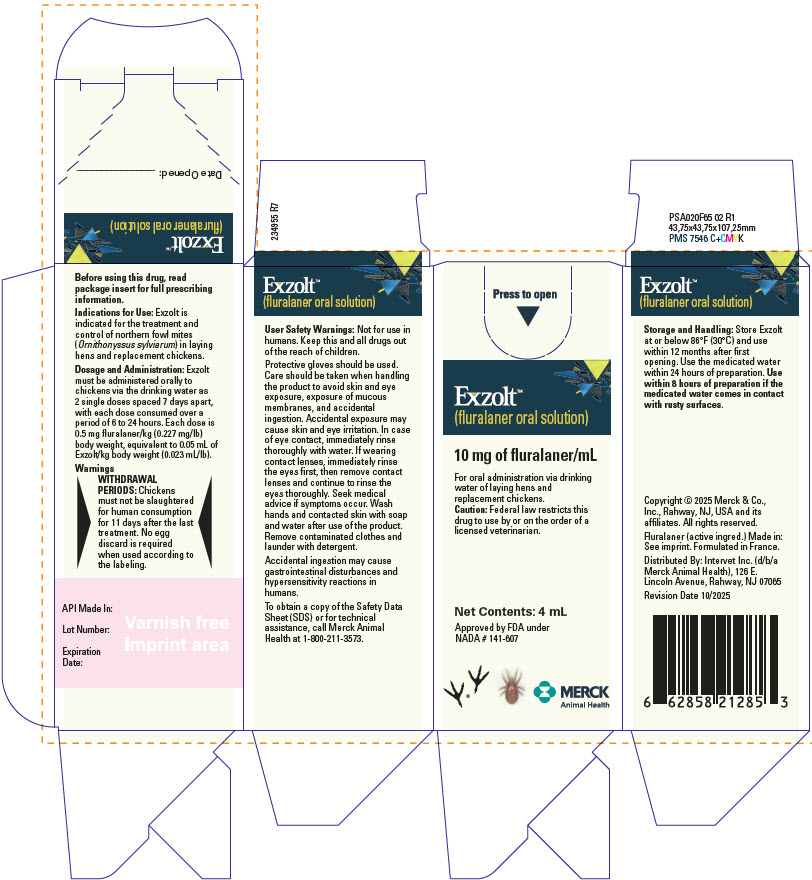 Date Opened:
Exzolt™
(fluralaner oral solution)
Before using this drug, read
package insert for full prescribing
information.
Indications for Use: Exzolt is
indicated for the treatment and
control of northern fowl mites
(Ornithonyssus sylviarum) in laying
hens and replacement chickens.
Dosage and Administration: Exzolt
must be administered orally to
chickens via the drinking water as
2 single doses spaced 7 days apart,
with each dose consumed over a
period of 6 to 24 hours. Each dose is
0.5 mg fluralaner/kg (0.227 mg/lb)
body weight, equivalent to 0.05 mL of
Exzolt/kg body weight (0.023 mL/lb).
Warnings
WITHDRAWAL
PERIODS: Chickens
must not be slaughtered
for human consumption
for 11 days after the last
treatment. No egg
discard is required
when used according to
the labeling.
API Made In:
Lot Number:
Expiration
Date:
Varnish free
Imprint area
234955 R7
Exzolt™
(fluralaner oral solution)
User Safety Warnings: Not for use in
humans. Keep this and all drugs out
of the reach of children.
Protective gloves should be used.
Care should be taken when handling
the product to avoid skin and eye
exposure, exposure of mucous
membranes, and accidental
ingestion. Accidental exposure may
cause skin and eye irritation. In case
of eye contact, immediately rinse
thoroughly with water. If wearing
contact lenses, immediately rinse
the eyes first, then remove contact
lenses and continue to rinse the
eyes thoroughly. Seek medical
advice if symptoms occur. Wash
hands and contacted skin with soap
and water after use of the product.
Remove contaminated clothes and
launder with detergent.
Accidental ingestion may cause
gastrointestinal disturbances and
hypersensitivity reactions in
humans.
To obtain a copy of the Safety Data
Sheet (SDS) or for technical
assistance, call Merck Animal
Health at 1-800-211-3573.
Press to open
Exzolt™
(fluralaner oral solution)
10 mg of fluralaner/mL
For oral administration via drinking
water of laying hens and
replacement chickens.
Caution: Federal law restricts this
drug to use by or on the order of a
licensed veterinarian.
Net Contents: 4 mL
Approved by FDA under
NADA # 141-607
MERCK
Animal Health
PSA020F65 02 R1
43,75x43,75x107,25mm
PMS 7546 C+CMYK
Exzolt™
(fluralaner oral solution)
Storage and Handling: Store Exzolt
at or below 86°F (30°C) and use
within 12 months after first
opening. Use the medicated water
within 24 hours of preparation. Use
within 8 hours of preparation if the
medicated water comes in contact
with rusty surfaces.
Copyright © 2025 Merck & Co.,
Inc., Rahway, NJ, USA and its
affiliates. All rights reserved.
Fluralaner (active ingred.) Made in:
See imprint. Formulated in France.
Distributed By: Intervet Inc. (d/b/a
Merck Animal Health), 126 E.
Lincoln Avenue, Rahway, NJ 07065
Revision Date 10/2025
6 62858 21285 3